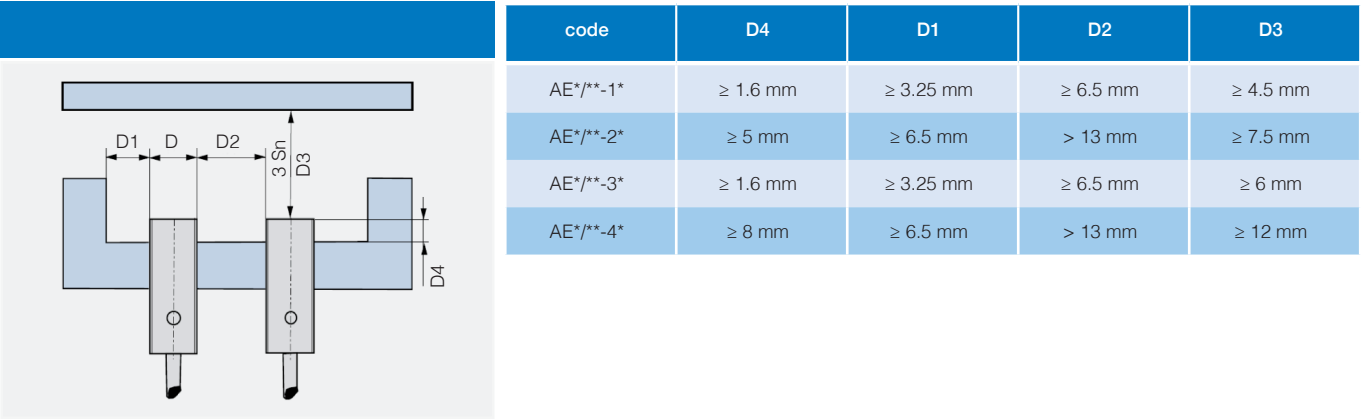 D1 D D2
3 Sn
D3
D4
code D4 D1 D2 D3
AE*/**-1* ≥ 1.6 mm ≥ 3.25 mm ≥ 6.5 mm ≥ 4.5 mm
AE*/**-2* ≥ 5 mm ≥ 6.5 mm > 13 mm ≥ 7.5 mm
AE*/**-3* ≥ 1.6 mm ≥ 3.25 mm ≥ 6.5 mm ≥ 6 mm
AE*/**-4* ≥ 8 mm ≥ 6.5 mm > 13 mm ≥ 12 mm